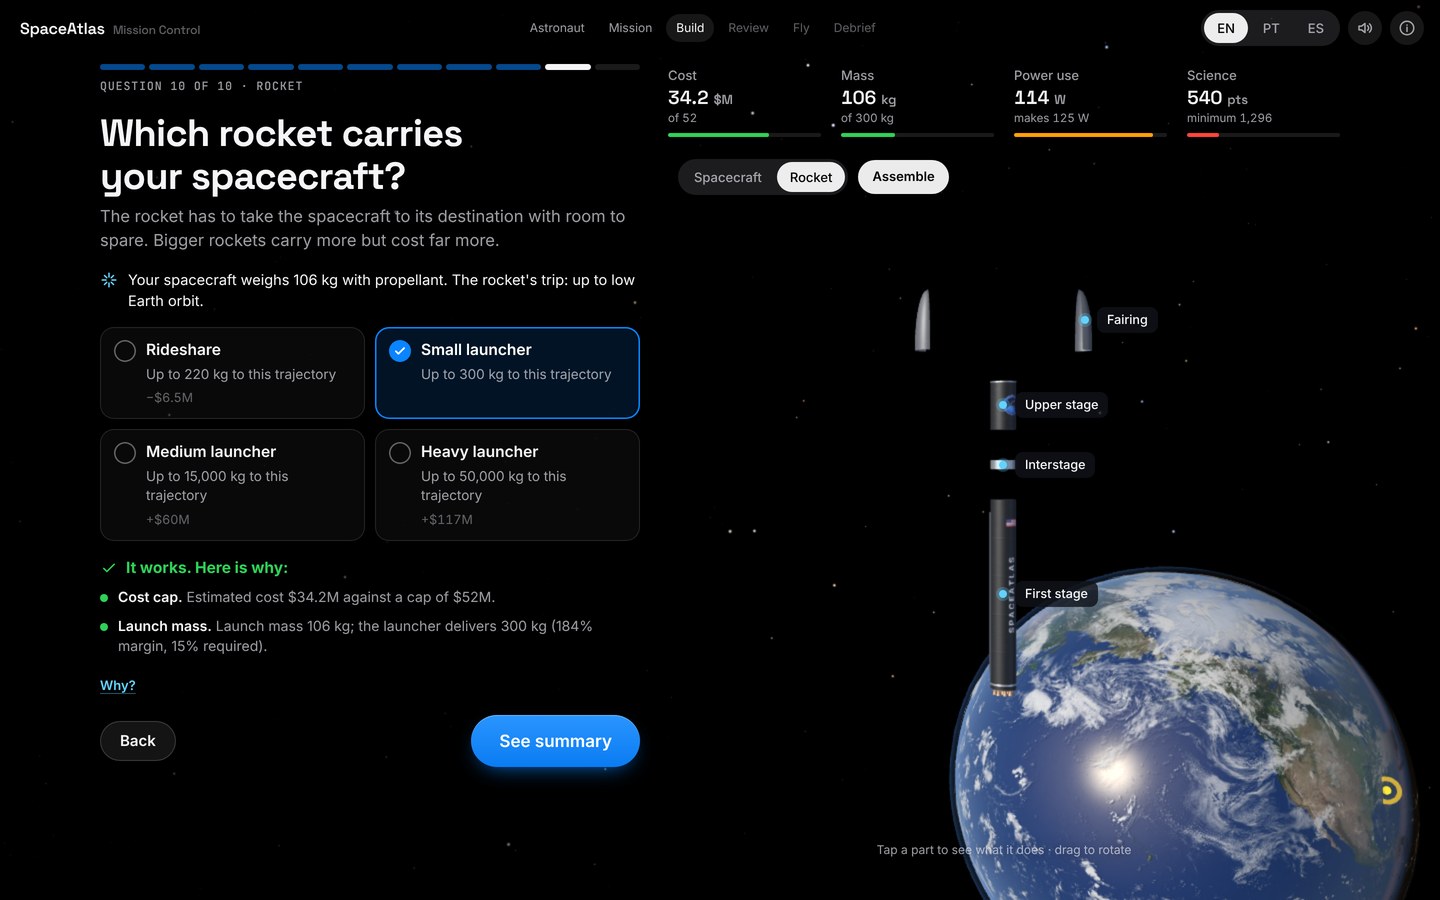 SpaceAtlas Mission Control
Astronaut Mission Build Review Fly Debrief
EN PT ES
QUESTION 10 OF 10 · ROCKET
Which rocket carries
your spacecraft?
The rocket has to take the spacecraft to its destination with room to
spare. Bigger rockets carry more but cost far more.
Your spacecraft weighs 106 kg with propellant. The rocket's trip: up to low
Earth orbit.
Rideshare
Up to 220 kg to this trajectory
−$6.5M
Small launcher
Up to 300 kg to this trajectory
Medium launcher
Up to 15,000 kg to this
trajectory
+$60M
Heavy launcher
Up to 50,000 kg to this
trajectory
+$117M
It works. Here is why:
Cost cap. Estimated cost $34.2M against a cap of $52M.
Launch mass. Launch mass 106 kg; the launcher delivers 300 kg (184%
margin, 15% required).
Why?
Back
See summary
Cost
34.2 $M
of 52
Mass
106 kg
of 300 kg
Power use
114 W
makes 125 W
Science
540 pts
minimum 1,296
Spacecraft Rocket Assemble
Fairing
Upper stage
Interstage
First stage
SPACEATLAS
Tap a part to see what it does · drag to rotate